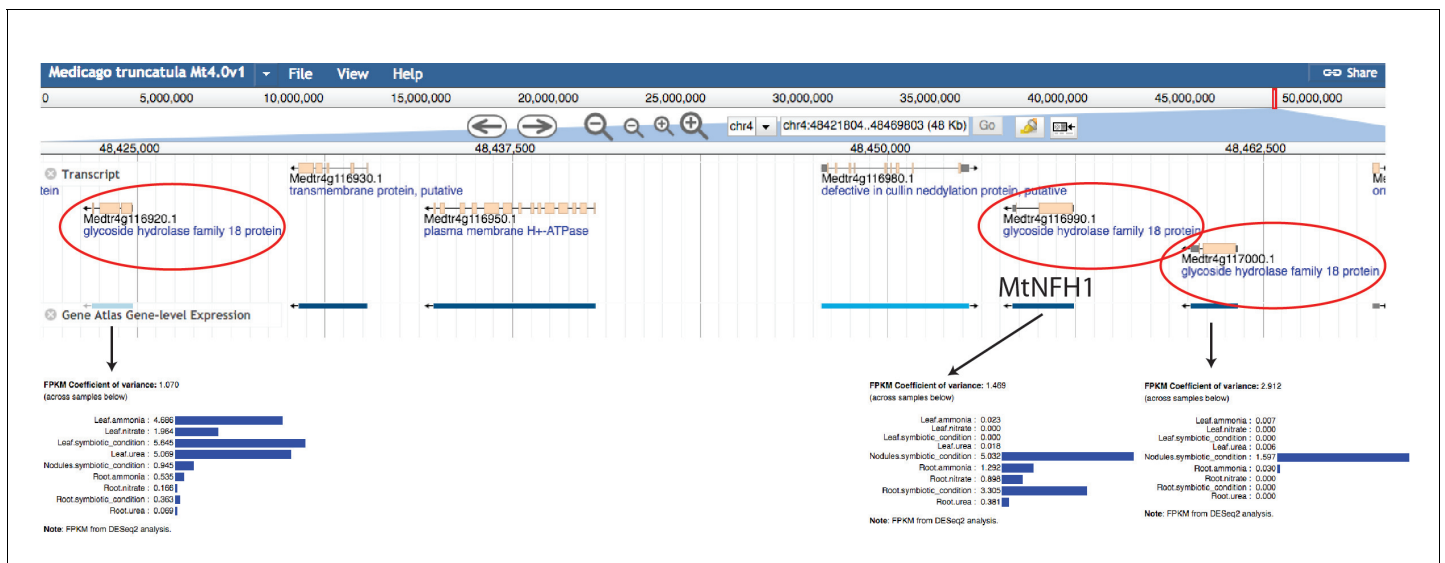 Medicago truncatula Mt4.0v1 File View Help Share
0 5,000,000 10,000,000 15,000,000 20,000,000 25,000,000 30,000,000 35,000,000 40,000,000 45,000,000 50,000,000
chr4 chr4:48421804..48469803 (48 Kb) Go
48,425,000 48,437,500 48,450,000 48,462,500
Transcript
tein
Medtr4g116920.1
glycoside hydrolase family 18 protein
Medtr4g116930.1
transmembrane protein, putative
Medtr4g116950.1
plasma membrane H+-ATPase
Medtr4g116980.1
defective in cullin neddylation protein, putative
Medtr4g116990.1
glycoside hydrolase family 18 protein
Medtr4g117000.1
glycoside hydrolase family 18 protein
Me
on
MtNFH1
Gene Atlas Gene-level Expression
FPKM Coefficient of variance: 1.070
(across samples below)
Leaf.ammonia : 4.686
Leaf.nitrate : 1.964
Leaf.symbiotic_condition : 5.645
Leaf.urea : 5.069
Nodules.symbiotic_condition : 0.945
Root.ammonia : 0.535
Root.nitrate : 0.166
Root.symbiotic_condition : 0.363
Root.urea : 0.069
Note: FPKM from DESeq2 analysis.
FPKM Coefficient of variance: 1.469
(across samples below)
Leaf.ammonia : 0.023
Leaf.nitrate : 0.000
Leaf.symbiotic_condition : 0.000
Leaf.urea : 0.018
Nodules.symbiotic_condition : 5.032
Root.ammonia : 1.292
Root.nitrate : 0.898
Root.symbiotic_condition : 3.305
Root.urea : 0.381
Note: FPKM from DESeq2 analysis.
FPKM Coefficient of variance: 2.912
(across samples below)
Leaf.ammonia : 0.007
Leaf.nitrate : 0.000
Leaf.symbiotic_condition : 0.000
Leaf.urea : 0.006
Nodules.symbiotic_condition : 1.597
Root.ammonia : 0.030
Root.nitrate : 0.000
Root.symbiotic_condition : 0.000
Root.urea : 0.000
Note: FPKM from DESeq2 analysis.